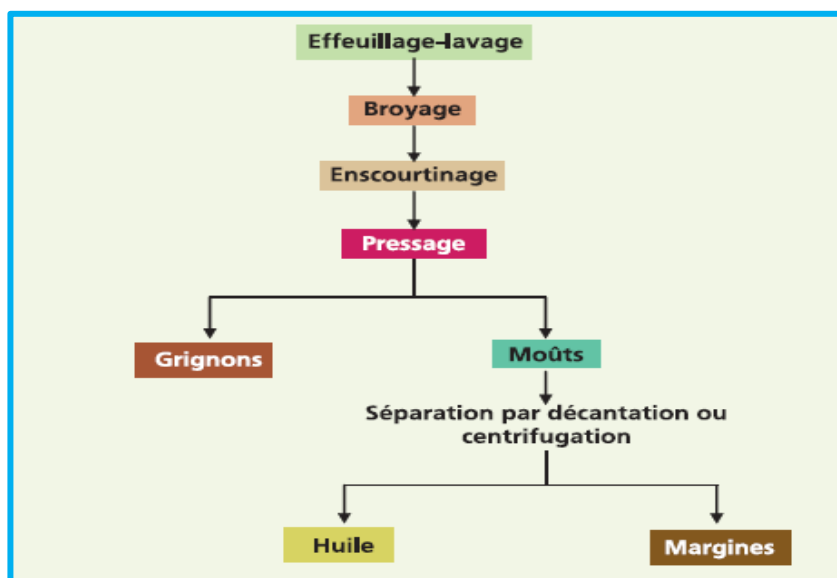 Effeuillage-lavage
Broyage
Enscourtinage
Pressage
Grignons
Moûts
Séparation par décantation ou
centrifugation
Huile
Margines